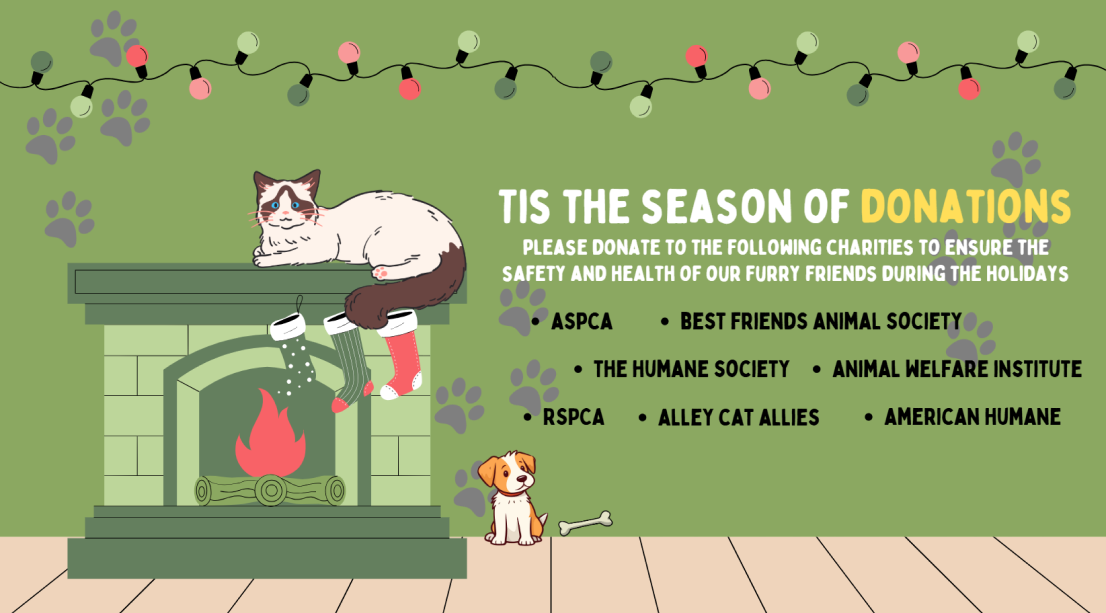 TIS THE SEASON OF DONATIONS
PLEASE DONATE TO THE FOLLOWING CHARITIES TO ENSURE THE
SAFETY AND HEALTH OF OUR FURRY FRIENDS DURING THE HOLIDAYS
• ASPCA • BEST FRIENDS ANIMAL SOCIETY
• THE HUMANE SOCIETY • ANIMAL WELFARE INSTITUTE
• RSPCA • ALLEY CAT ALLIES • AMERICAN HUMANE